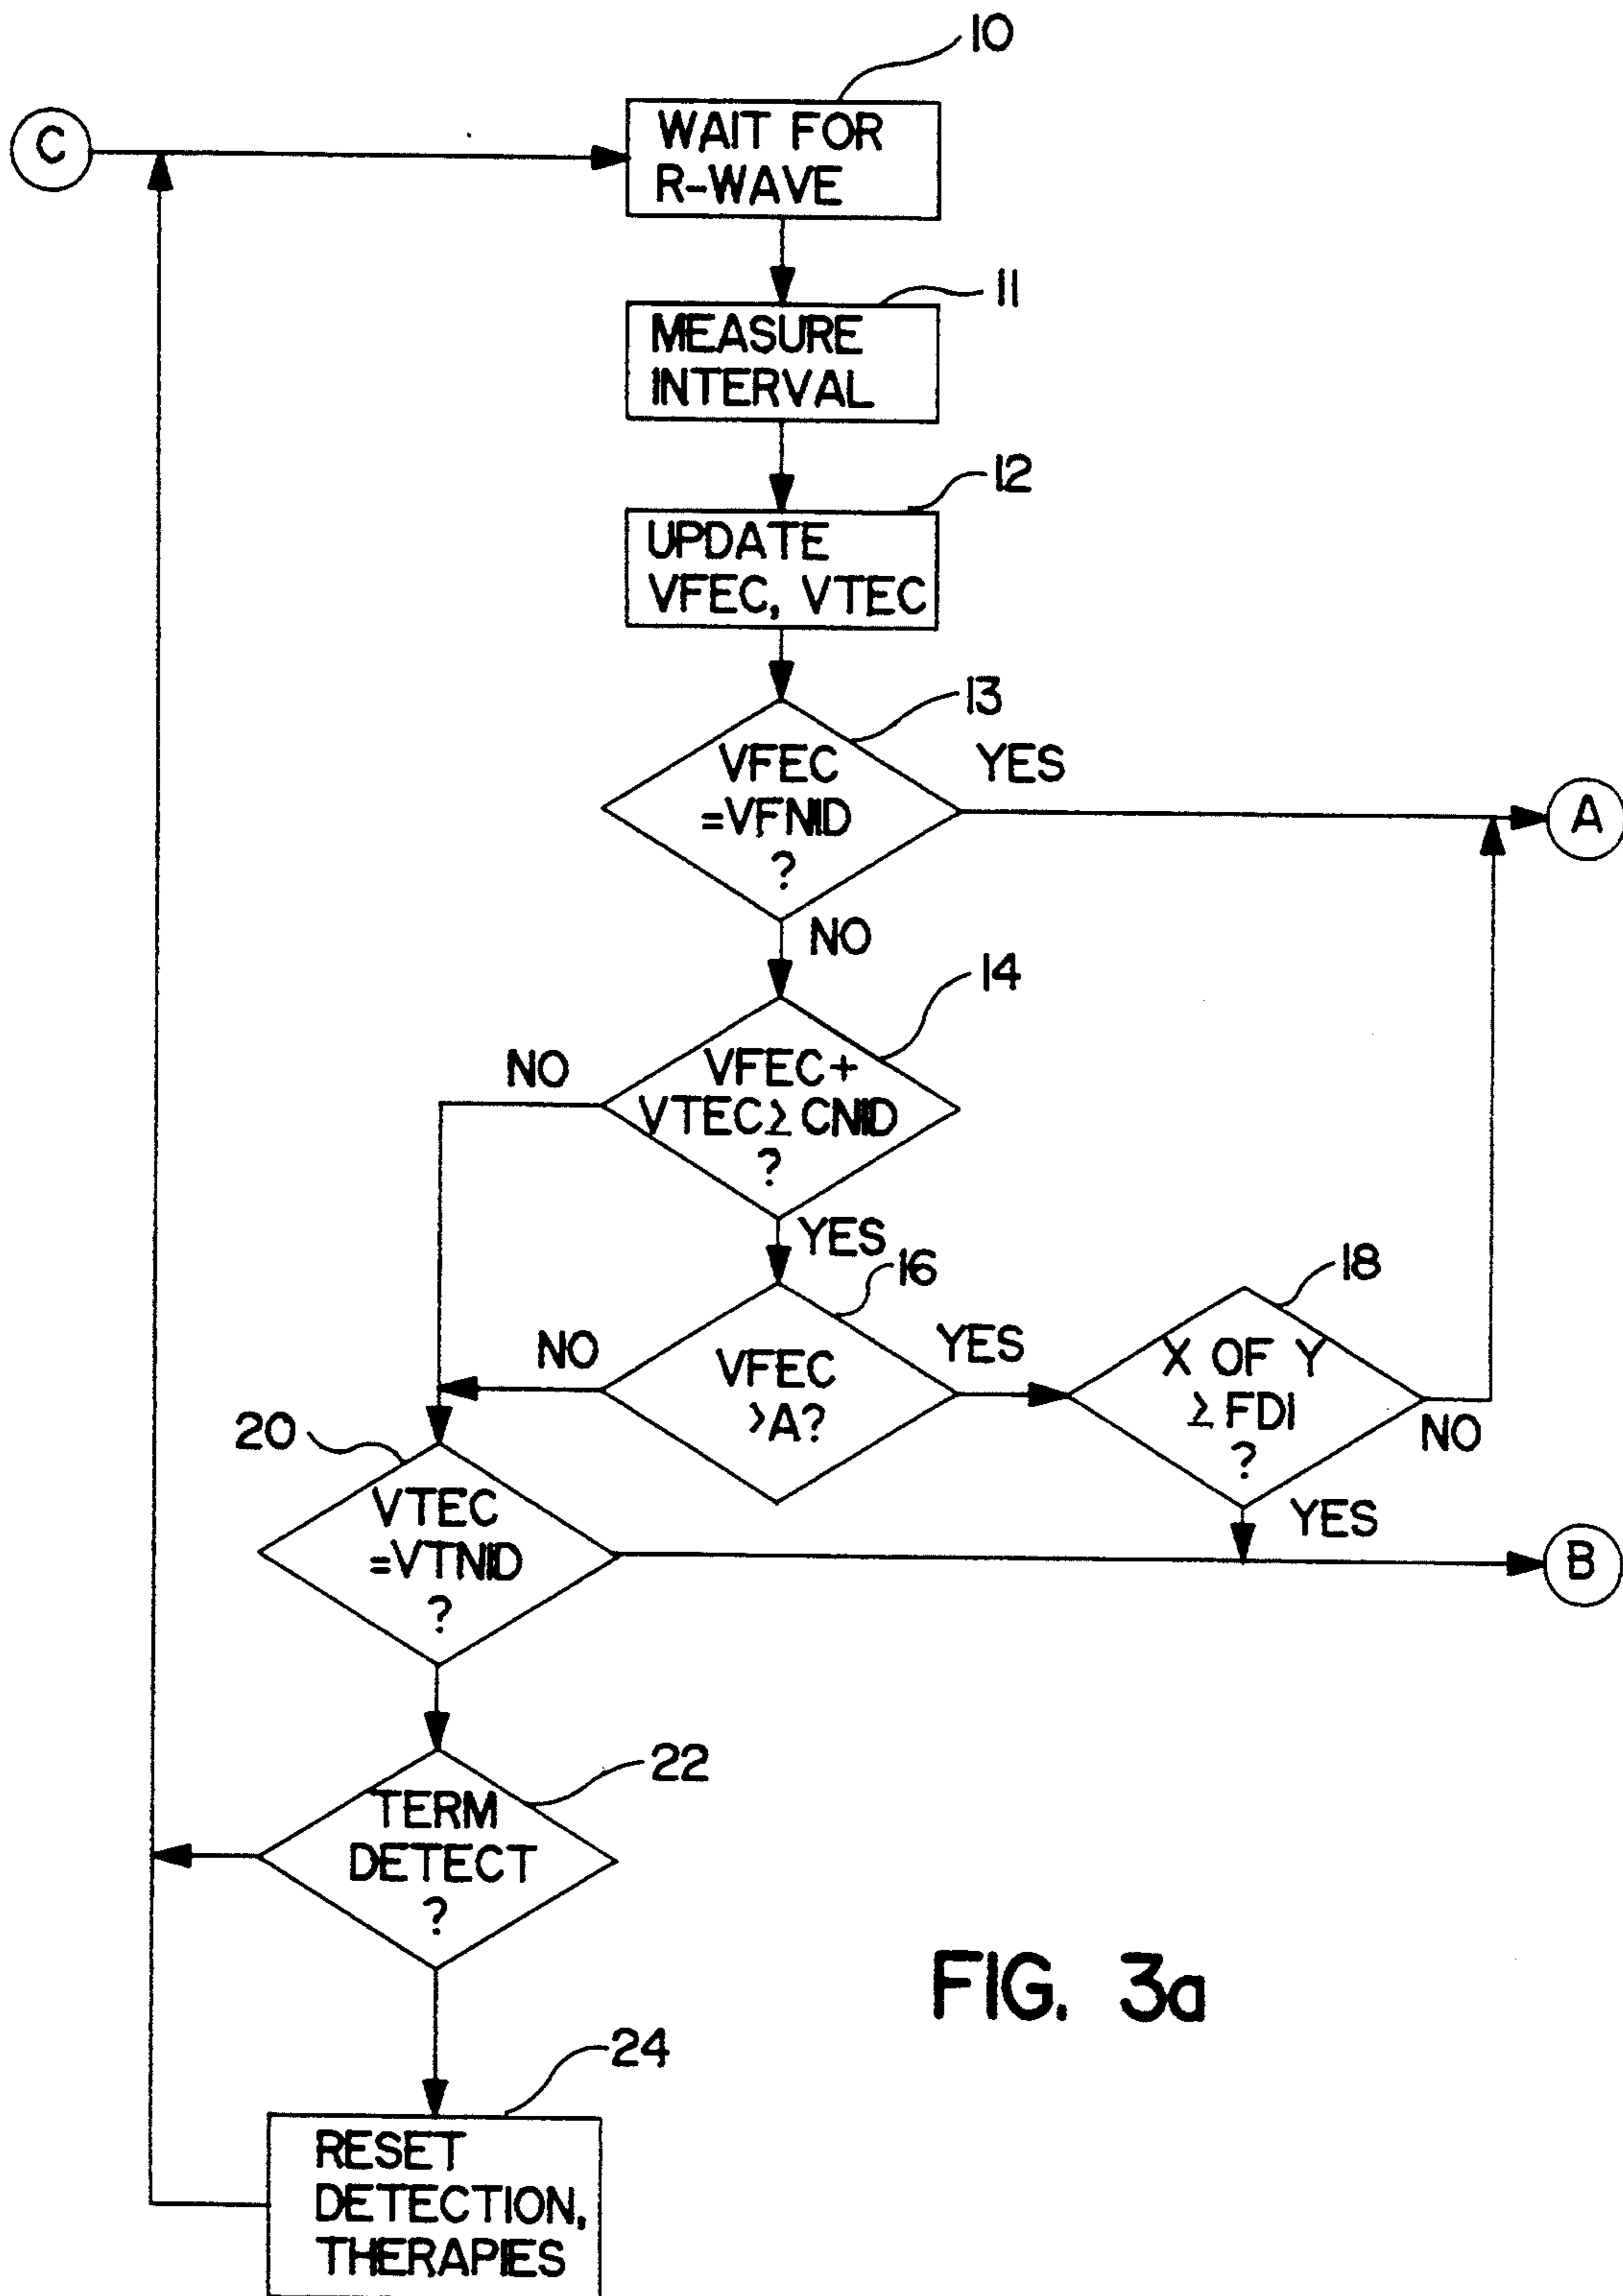 10
C
WAIT FOR
R-WAVE
11
MEASURE
INTERVAL
12
UPDATE
VFEC, VTEC
13
VFEC
=VFNID
?
YES
A
NO
14
VFEC+
VTEC≥ CNID
?
NO
YES
16
VFEC
>A?
NO
YES
18
X OF Y
≥ FDI
?
NO
YES
20
VTEC
=VTNID
?
B
22
TERM
DETECT
?
24
RESET
DETECTION,
THERAPIES
FIG. 3a